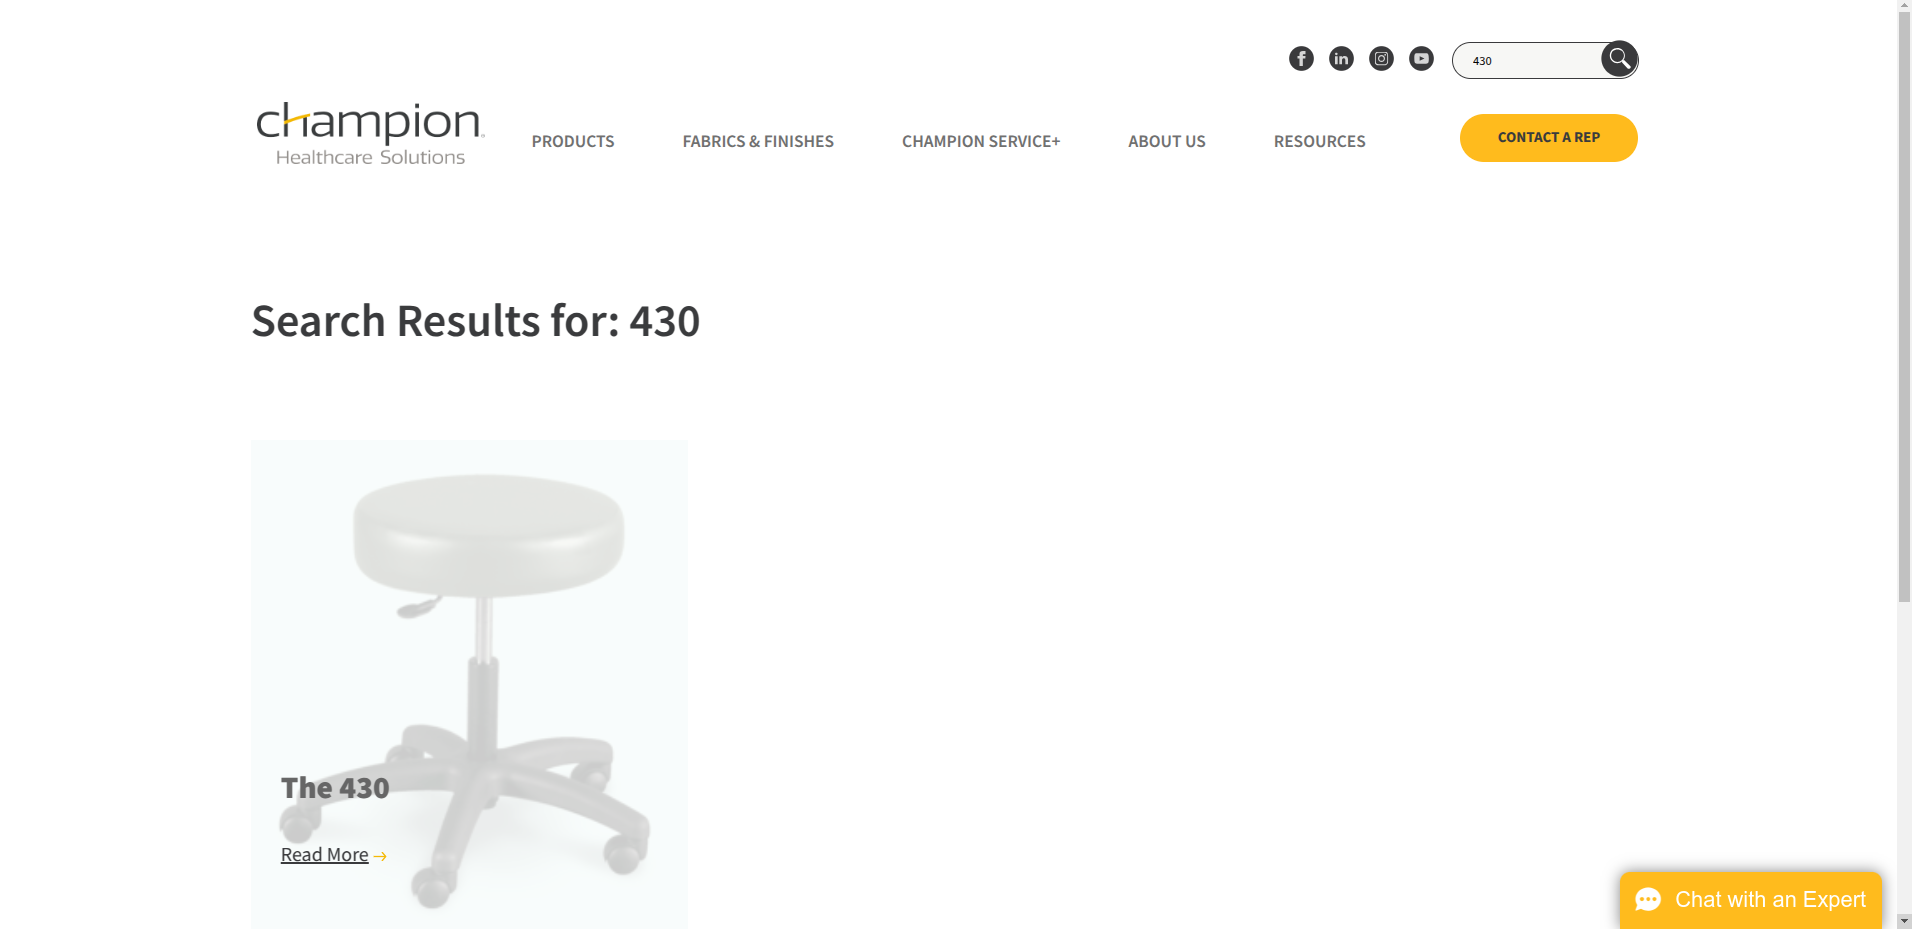 430
champion
Healthcare Solutions
PRODUCTS
FABRICS & FINISHES
CHAMPION SERVICE+
ABOUT US
RESOURCES
CONTACT A REP
Search Results for: 430
The 430
Read More →
Chat with an Expert